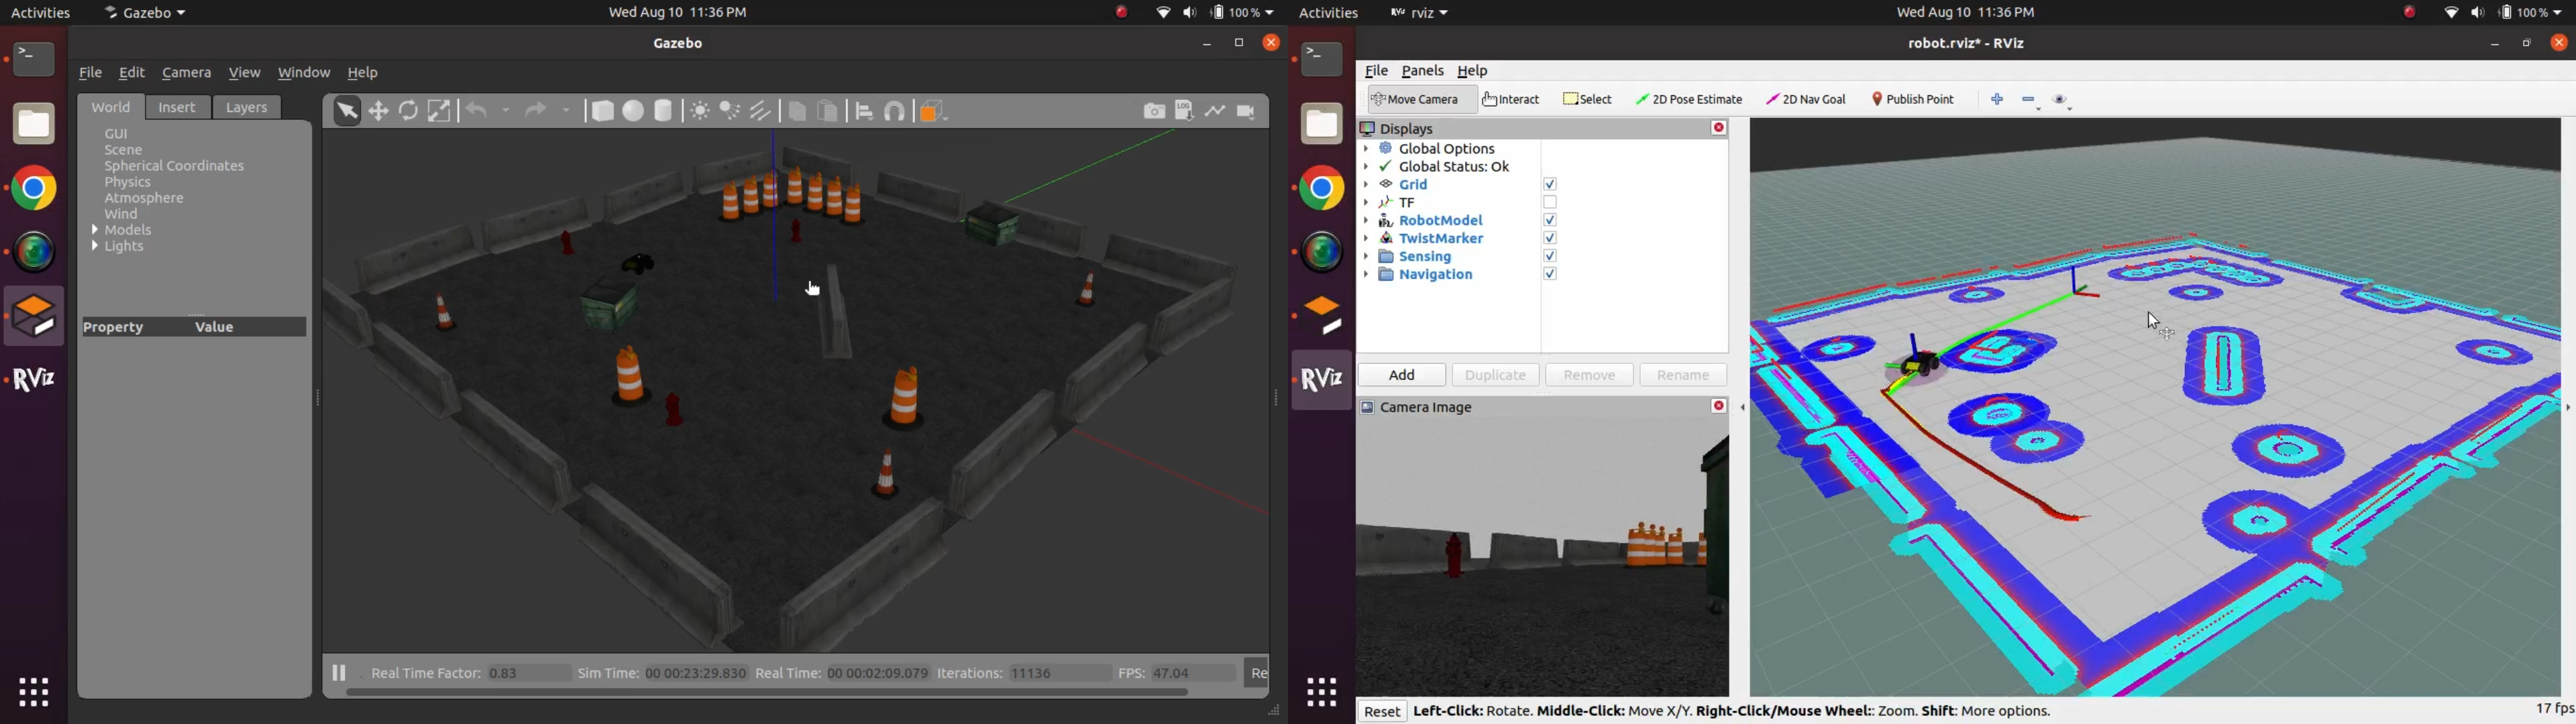 Activities Gazebo Wed Aug 10 11:36 PM 100 %
Gazebo
File Edit Camera View Window Help
World Insert Layers
LOG
GUI
Scene
Spherical Coordinates
Physics
Atmosphere
Wind
Models
Lights
Property Value
RViz
Real Time Factor: 0.83 Sim Time: 00 00:23:29.830 Real Time: 00 00:02:09.079 Iterations: 11136 FPS: 47.04 Re
Activities RViz rviz Wed Aug 10 11:36 PM 100 %
robot.rviz* - RViz
File Panels Help
Move Camera Interact Select 2D Pose Estimate 2D Nav Goal Publish Point
Displays
Global Options
Global Status: Ok
Grid
TF
RobotModel
TwistMarker
Sensing
Navigation
Add Duplicate Remove Rename
RViz
Camera Image
Reset Left-Click: Rotate. Middle-Click: Move X/Y. Right-Click/Mouse Wheel:: Zoom. Shift: More options. 17 fps